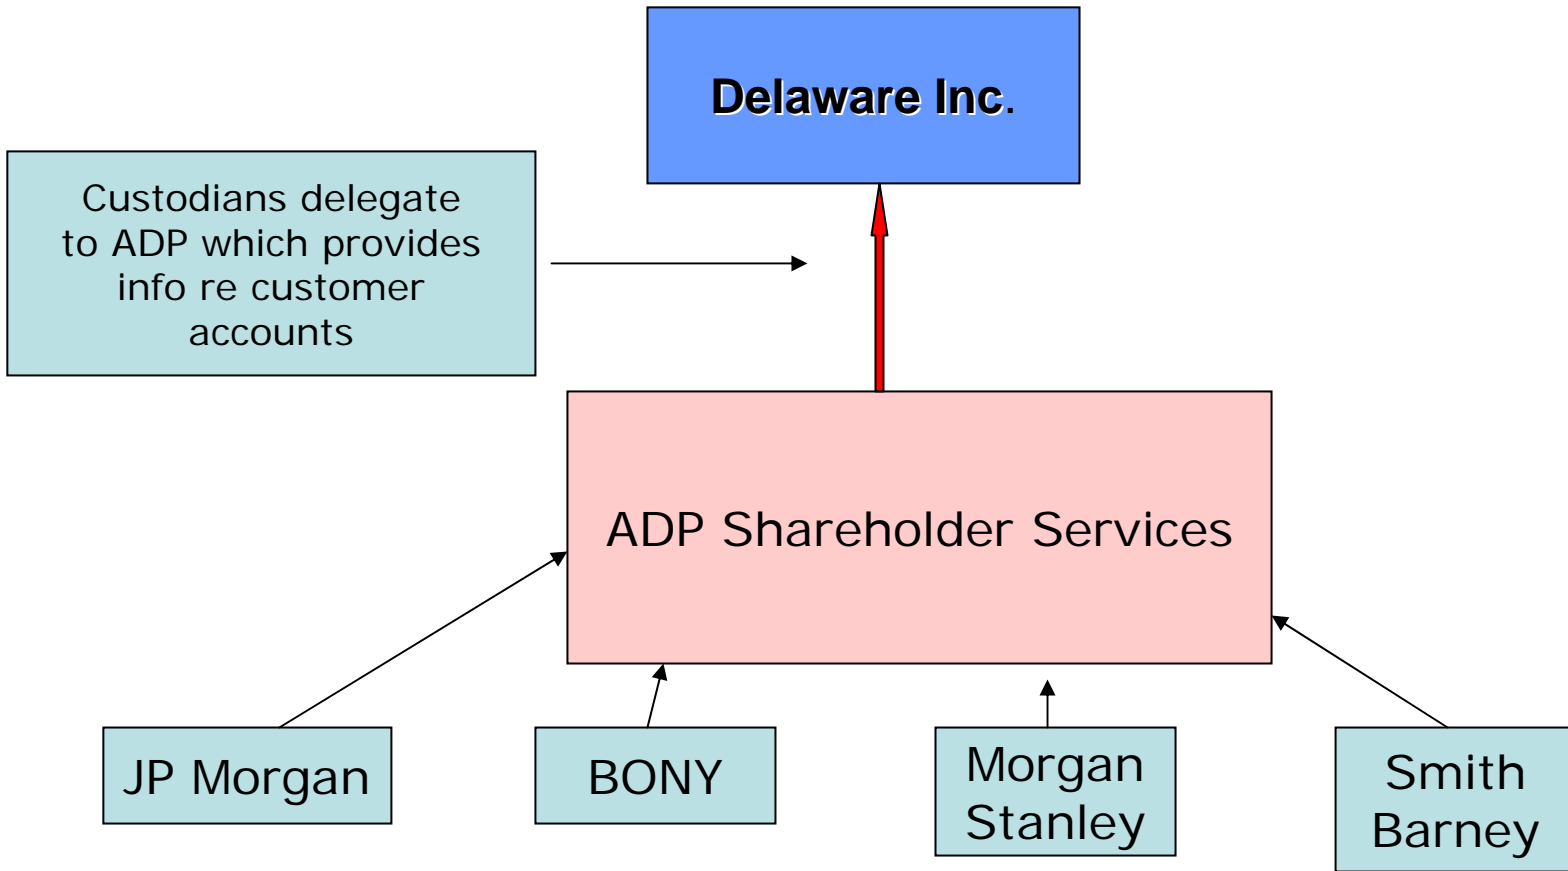 Delaware Inc.
Custodians delegate
to ADP which provides
info re customer
accounts
ADP Shareholder Services
JP Morgan
BONY
Morgan
Stanley
Smith
Barney